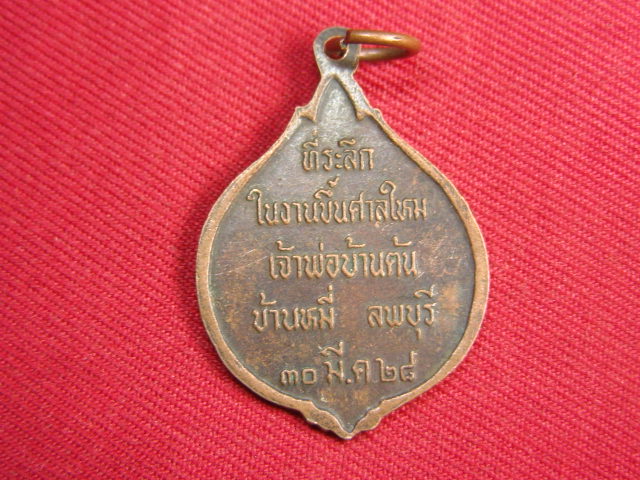 ที่ระลึก
ในงานขึ้นศาลใหม่
เจ้าพ่อบ้านต้น
บ้านหมี่ ลพบุรี
๓๐ มี.ค ๒๘